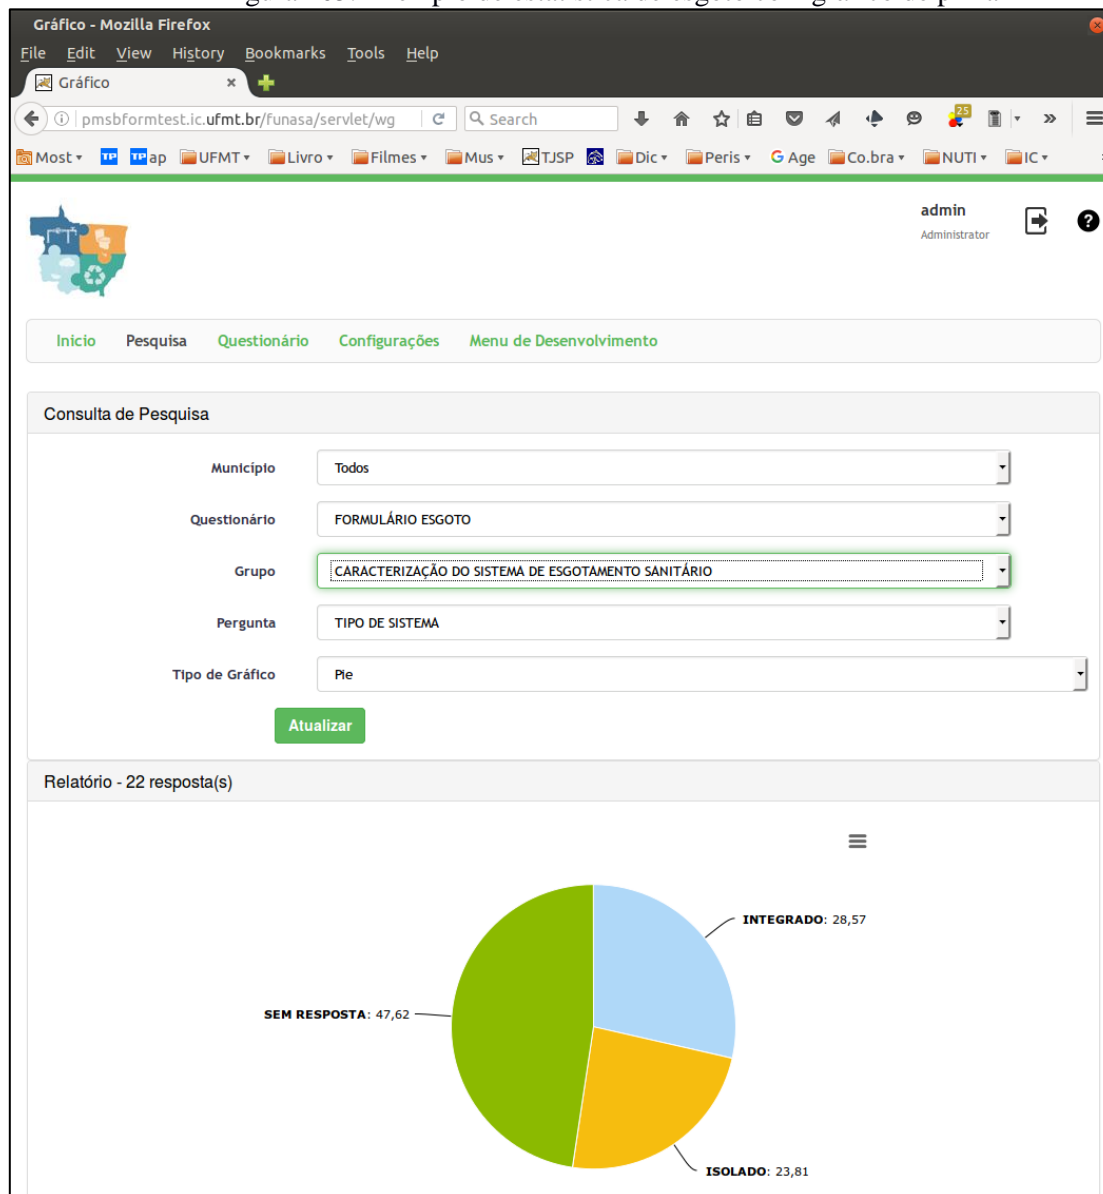 Gráfico - Mozilla Firefox
File Edit View History Bookmarks Tools Help
Gráfico
pmsbformtest.ic.ufmt.br/funasa/servlet/wg Search 25
Most TP TP ap UFMT Livro Filmes Mus TJSP Dic Peris G Age Co.bra NUTI IC
admin
Administrator
Inicio Pesquisa Questionário Configurações Menu de Desenvolvimento
Consulta de Pesquisa
Município Todos
Questionário FORMULÁRIO ESGOTO
Grupo CARACTERIZAÇÃO DO SISTEMA DE ESGOTAMENTO SANITÁRIO
Pergunta TIPO DE SISTEMA
Tipo de Gráfico Pie
Atualizar
Relatório - 22 resposta(s)
INTEGRADO: 28,57
SEM RESPOSTA: 47,62
ISOLADO: 23,81